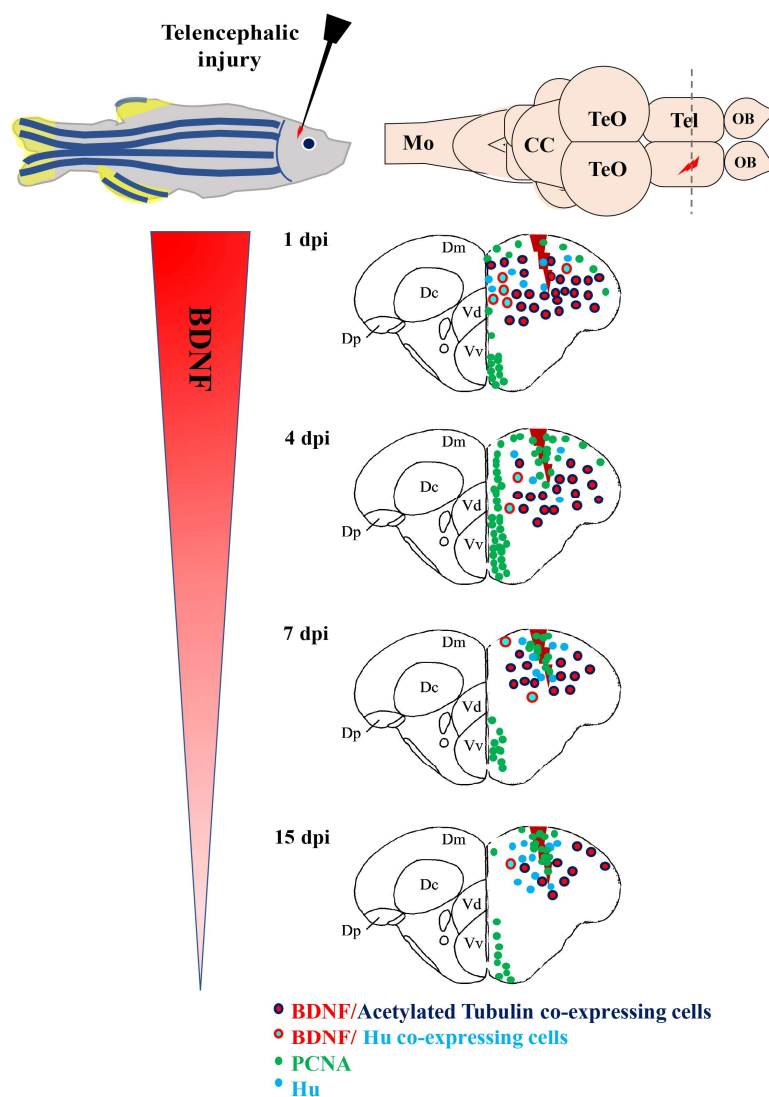 Telencephalic
injury
Mo
CC
TeO
TeO
Tel
OB
OB
BDNF
1 dpi
Dm
Dc
Vd
Vv
Dp
4 dpi
Dm
Dc
Vd
Vv
Dp
7 dpi
Dm
Dc
Vd
Vv
Dp
15 dpi
Dm
Dc
Vd
Vv
Dp
BDNF/Acetylated Tubulin co-expressing cells
BDNF/ Hu co-expressing cells
PCNA
Hu